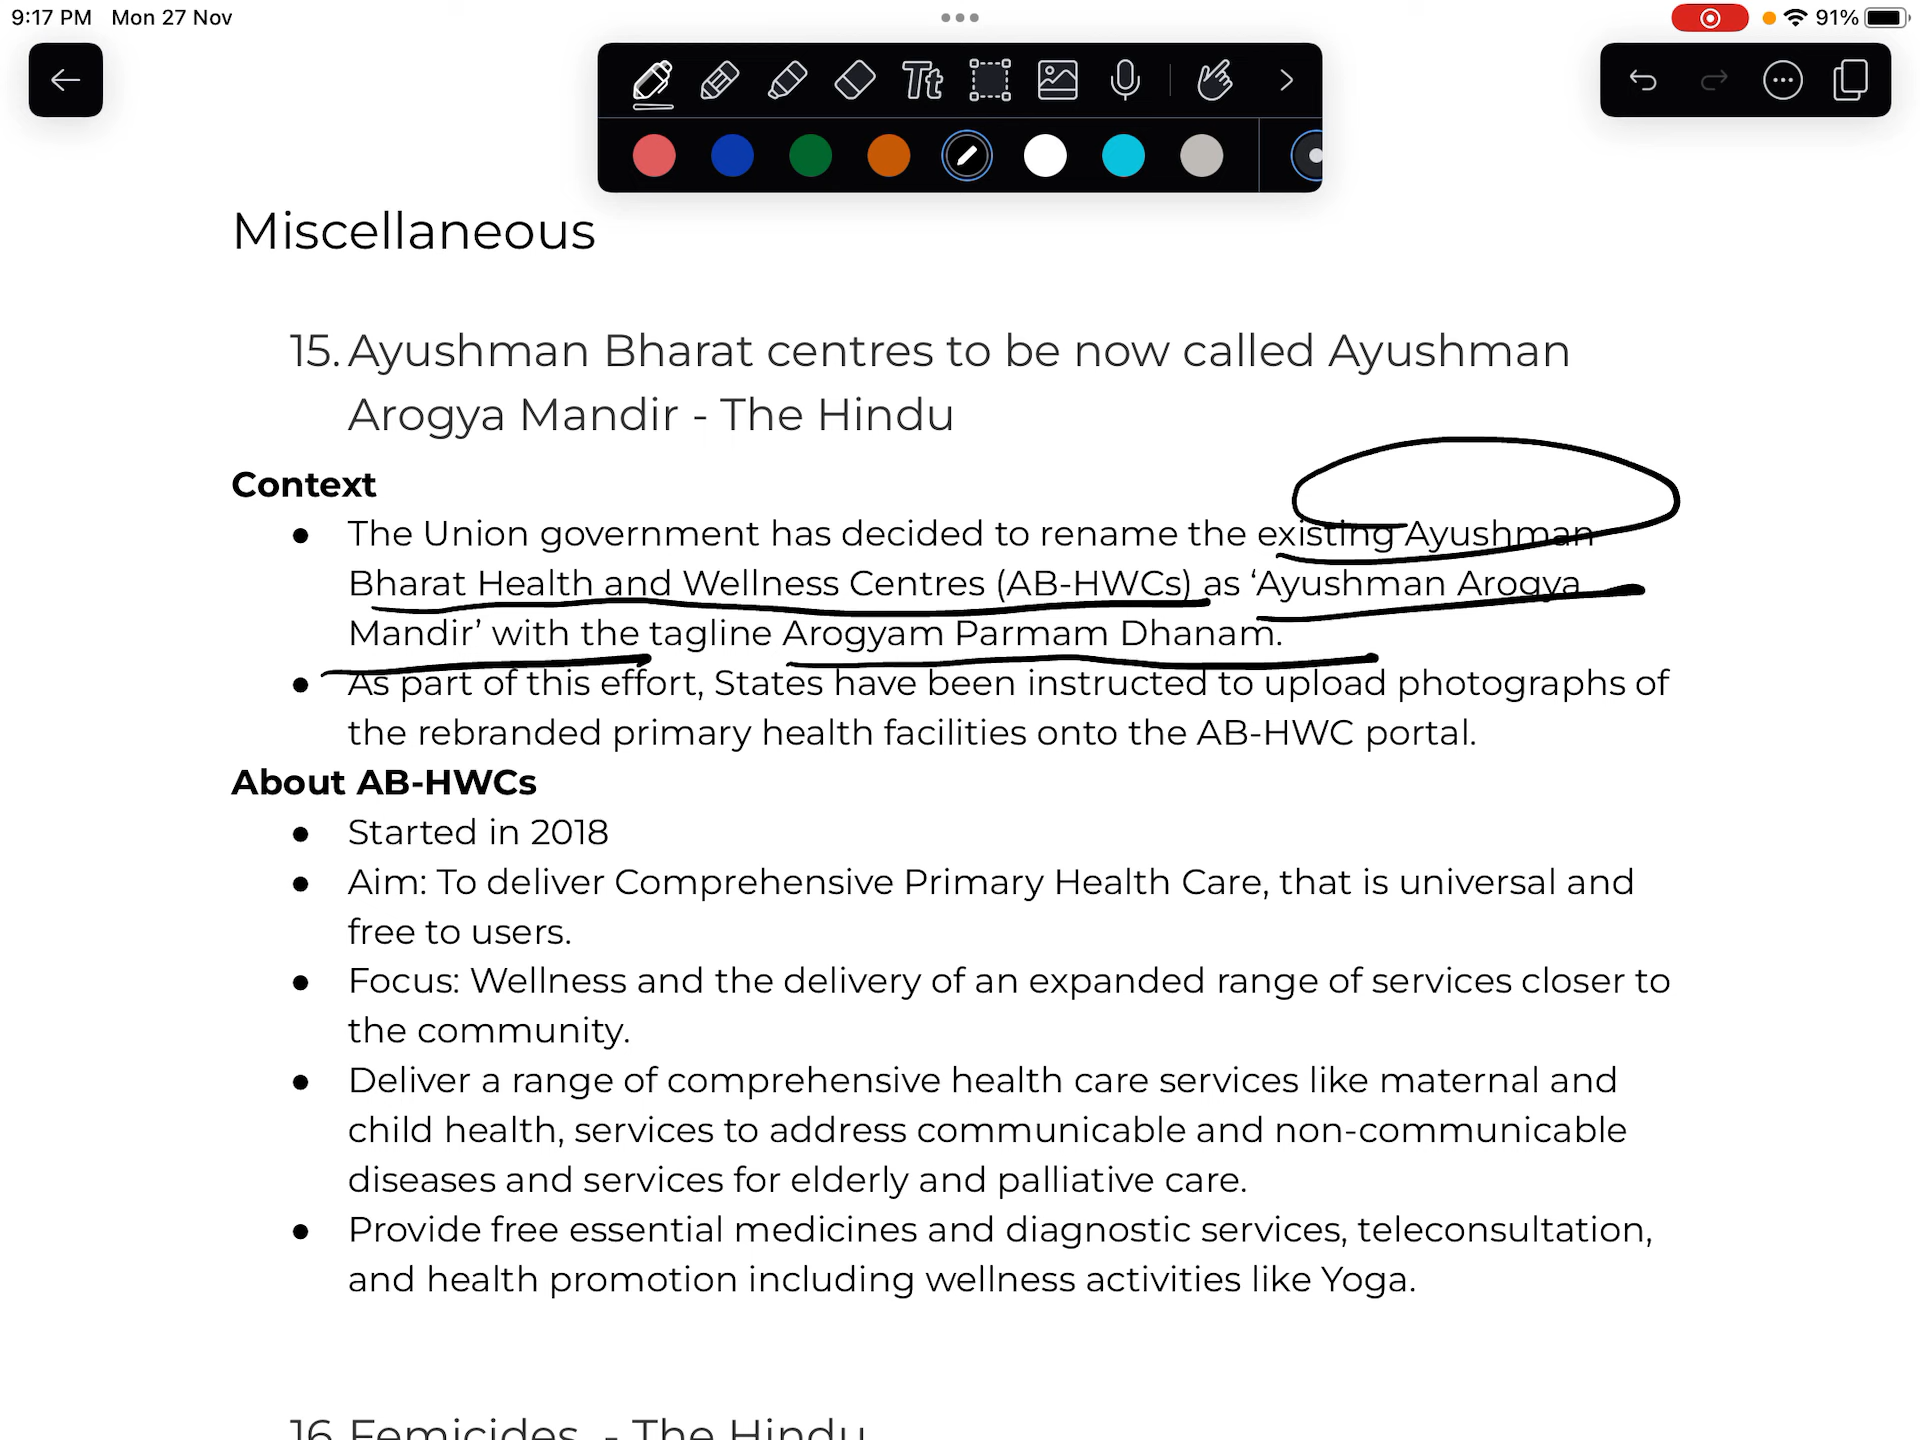 9:17 PM Mon 27 Nov
91%
Tt
Miscellaneous
15. Ayushman Bharat centres to be now called Ayushman
Arogya Mandir - The Hindu
Context
● The Union government has decided to rename the existing Ayushman
Bharat Health and Wellness Centres (AB-HWCs) as ‘Ayushman Arogya
Mandir’ with the tagline Arogyam Parmam Dhanam.
● As part of this effort, States have been instructed to upload photographs of
the rebranded primary health facilities onto the AB-HWC portal.
About AB-HWCs
● Started in 2018
● Aim: To deliver Comprehensive Primary Health Care, that is universal and
free to users.
● Focus: Wellness and the delivery of an expanded range of services closer to
the community.
● Deliver a range of comprehensive health care services like maternal and
child health, services to address communicable and non-communicable
diseases and services for elderly and palliative care.
● Provide free essential medicines and diagnostic services, teleconsultation,
and health promotion including wellness activities like Yoga.
16. Femicides - The Hindu